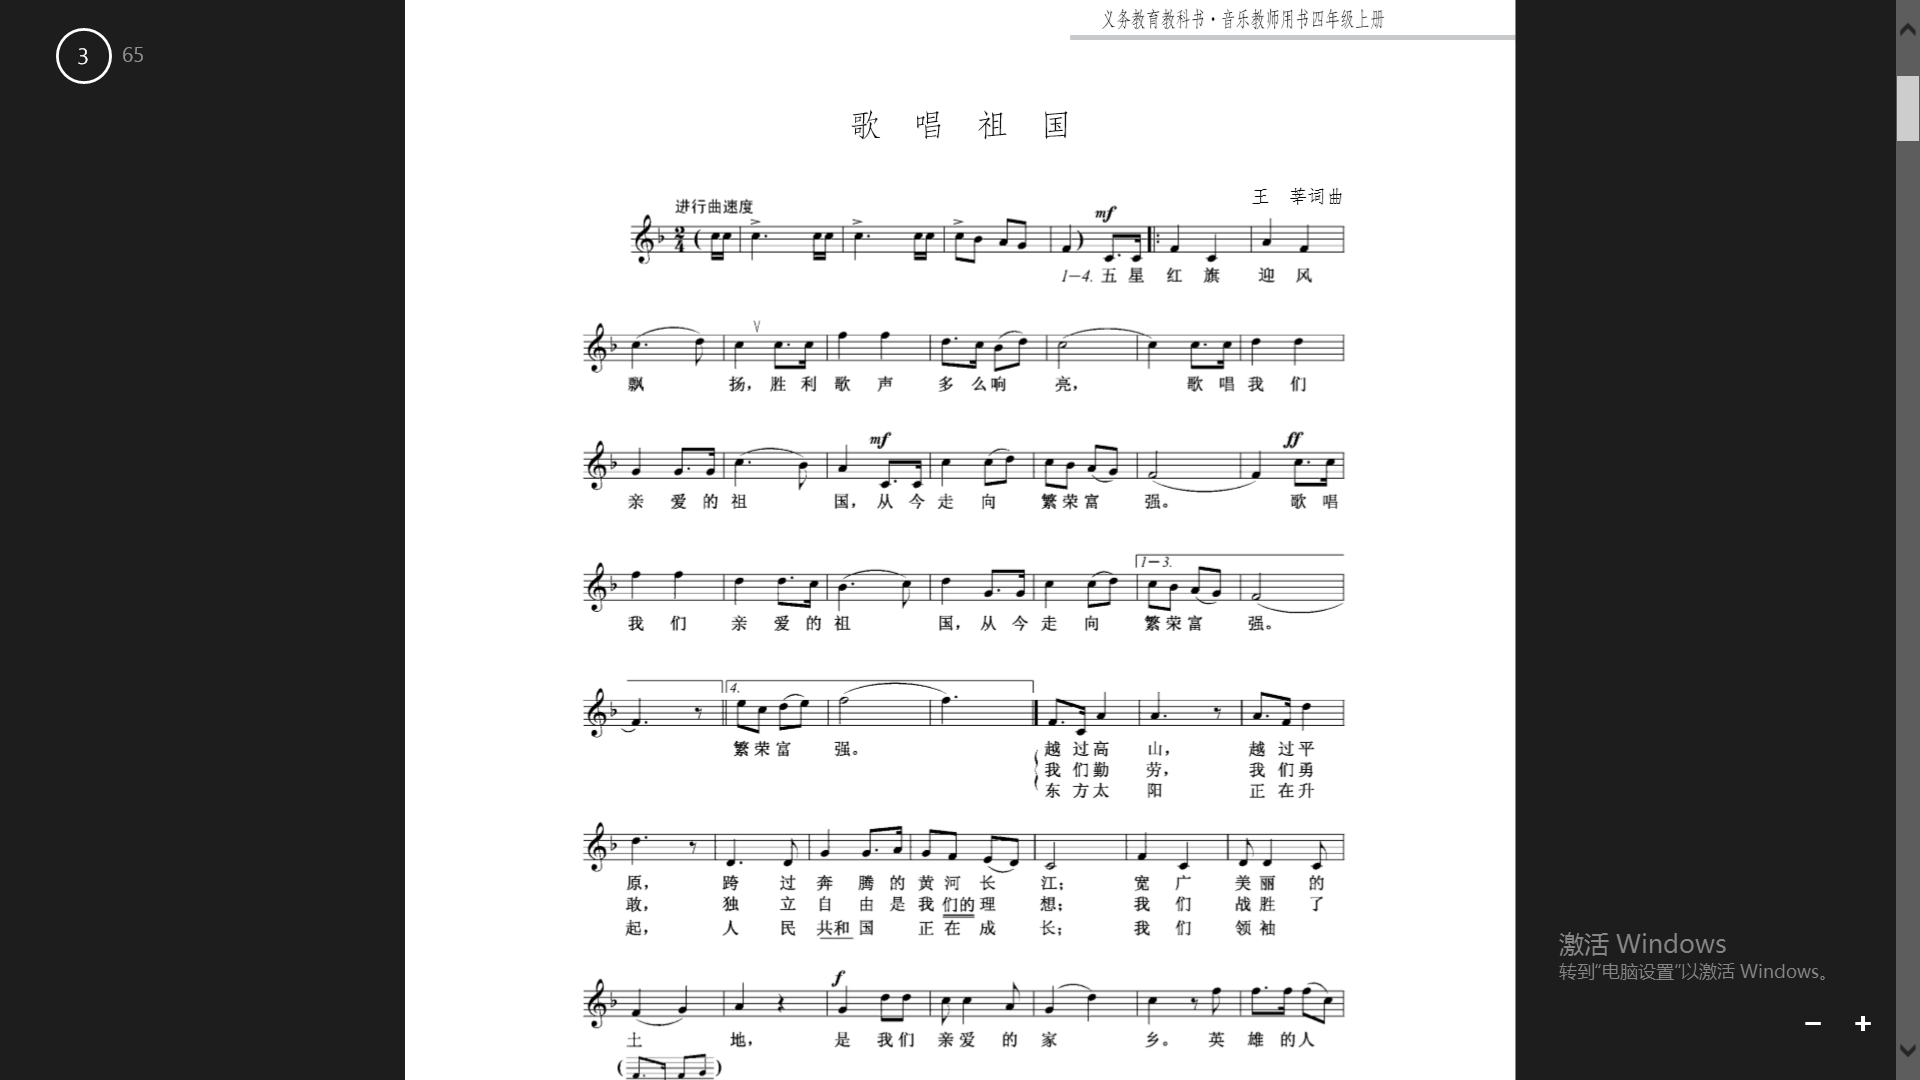 3 65
义务教育教科书·音乐教师用书四年级上册
歌 唱 祖 国
王 莘词曲
进行曲速度
mf
2
4
1—4. 五 星 红 旗 迎 风
飘 扬， 胜 利 歌 声 多 么 响 亮， 歌 唱 我 们
mf ff
亲 爱 的 祖 国， 从 今 走 向 繁 荣 富 强。 歌 唱
1—3.
我 们 亲 爱 的 祖 国， 从 今 走 向 繁 荣 富 强。
4.
繁 荣 富 强。 越 过 高 山， 越 过 平
我 们 勤 劳， 我 们 勇
东 方 太 阳 正 在 升
原， 跨 过 奔 腾 的 黄 河 长 江； 宽 广 美 丽 的
敢， 独 立 自 由 是 我 们 的 理 想； 我 们 战 胜 了
起， 人 民 共 和 国 正 在 成 长； 我 们 领 袖
f
土 地， 是 我 们 亲 爱 的 家 乡。 英 雄 的 人
激活 Windows
转到“电脑设置”以激活 Windows。